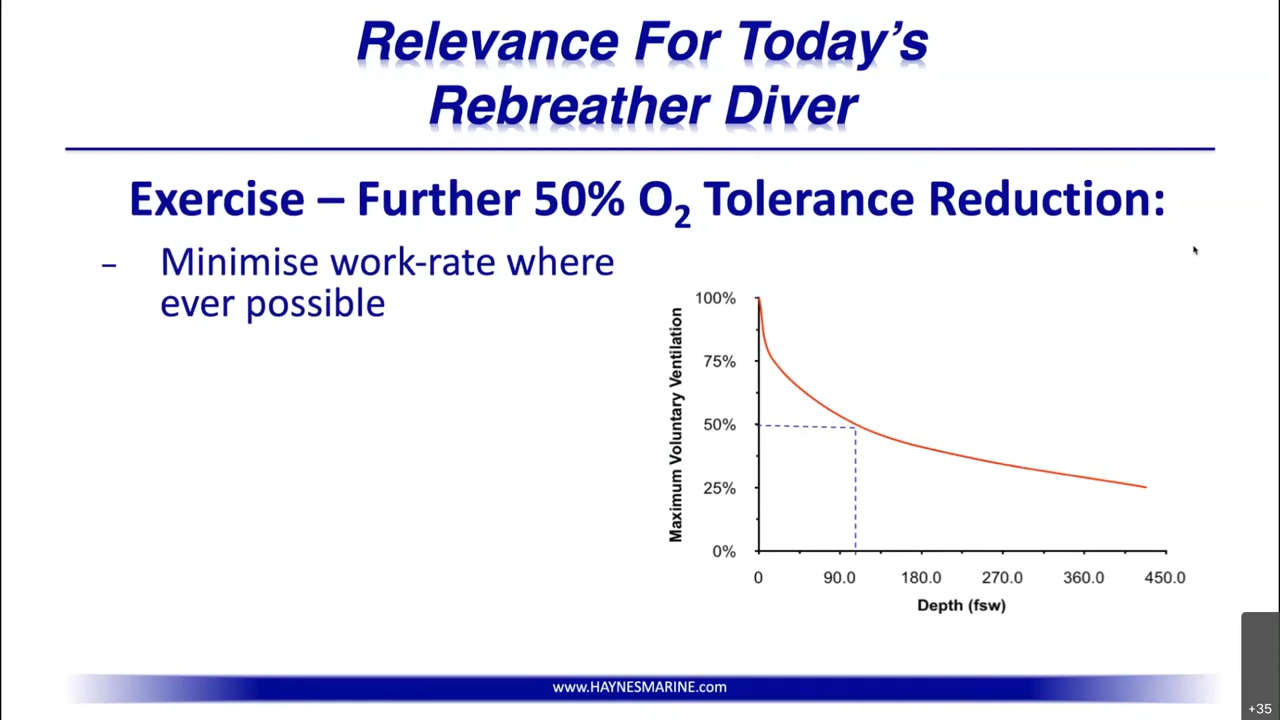 Relevance For Today’s
Rebreather Diver
Exercise – Further 50% O₂ Tolerance Reduction:
– Minimise work-rate where
ever possible
Maximum Voluntary Ventilation
100%
75%
50%
25%
0%
0 90.0 180.0 270.0 360.0 450.0
Depth (fsw)
www.HAYNESMARINE.com
+35